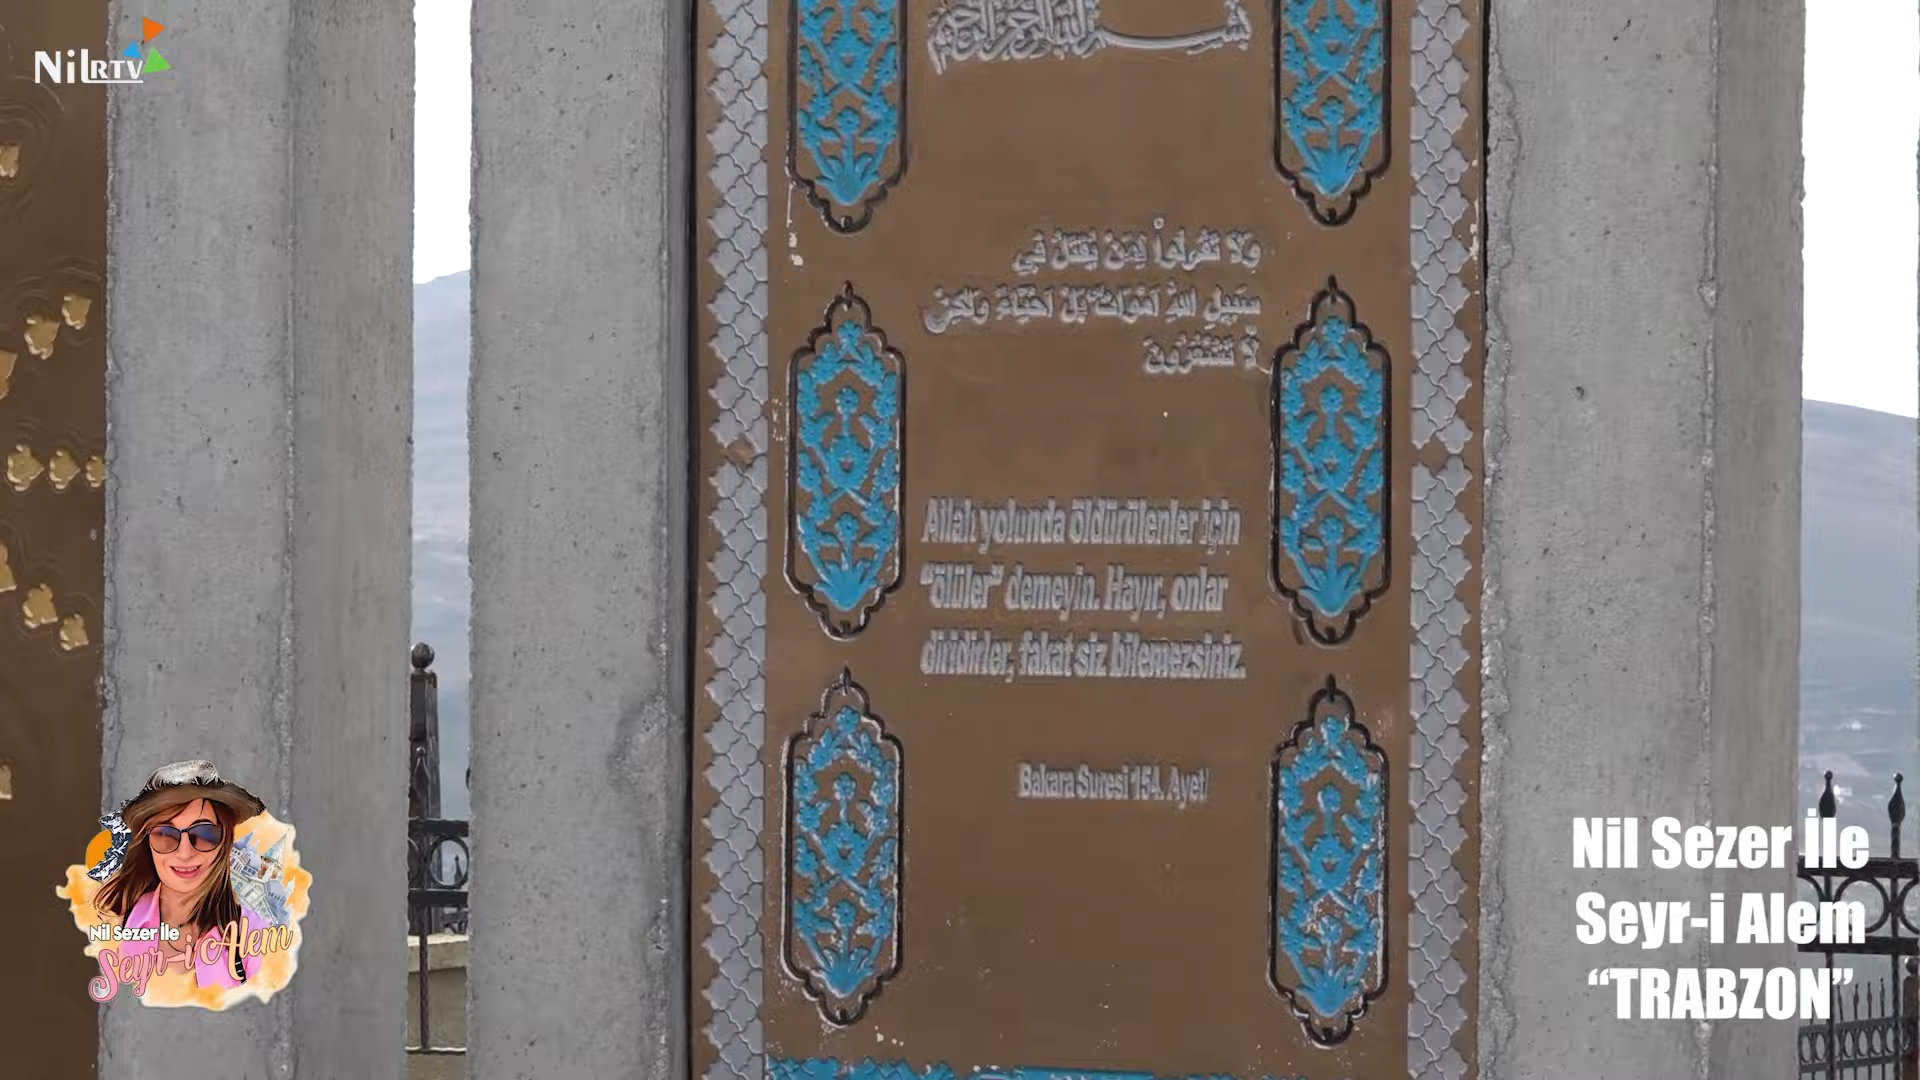 NiLRTV
بسم الله الرحمن الرحيم
وَلَا تَقُولُواْ لِمَنْ يُقْتَلُ فِي
سَبِيلِ اللهِ اَمْوَاتٌ بَلْ اَحْيَاءٌ وَلَكِنْ
لَا تَشْعُرُونَ
Allah yolunda öldürülenler için
“ölüler” demeyin. Hayır, onlar
diridirler, fakat siz bilemezsiniz.
Bakara Suresi 154. Ayet
Nil Sezer İle
Seyr-i Alem
Nil Sezer İle
Seyr-i Alem
“TRABZON”